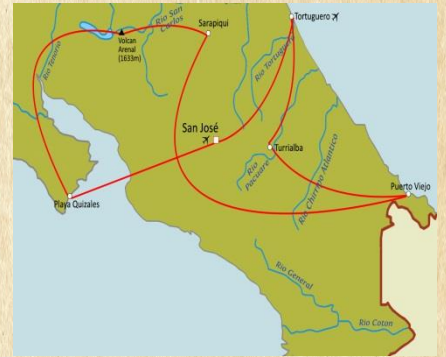 Tortuguero
Sarapiqui
Rio San
Carlos
Volcan
Arenal
(1633m)
Rio Tenorio
Rio Tortuguero
San José
Turrialba
Rio
Pacuare
Rio Chirripo Atlantico
Puerto Viejo
Playa Quizales
Rio General
Rio Coton